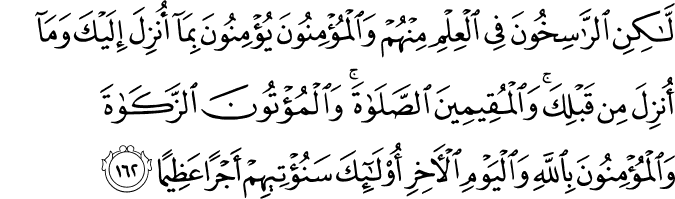 لَّـٰكِنِ ٱلرَّٰسِخُونَ فِى ٱلْعِلْمِ مِنْهُمْ وَٱلْمُؤْمِنُونَ يُؤْمِنُونَ بِمَآ أُنزِلَ إِلَيْكَ وَمَآ
أُنزِلَ مِن قَبْلِكَ ۚ وَٱلْمُقِيمِينَ ٱلصَّلَوٰةَ ۚ وَٱلْمُؤْتُونَ ٱلزَّكَوٰةَ
وَٱلْمُؤْمِنُونَ بِٱللَّهِ وَٱلْيَوْمِ ٱلْـَٔاخِرِ أُو۟لَـٰٓئِكَ سَنُؤْتِيهِمْ أَجْرًا عَظِيمًا ١٦٢